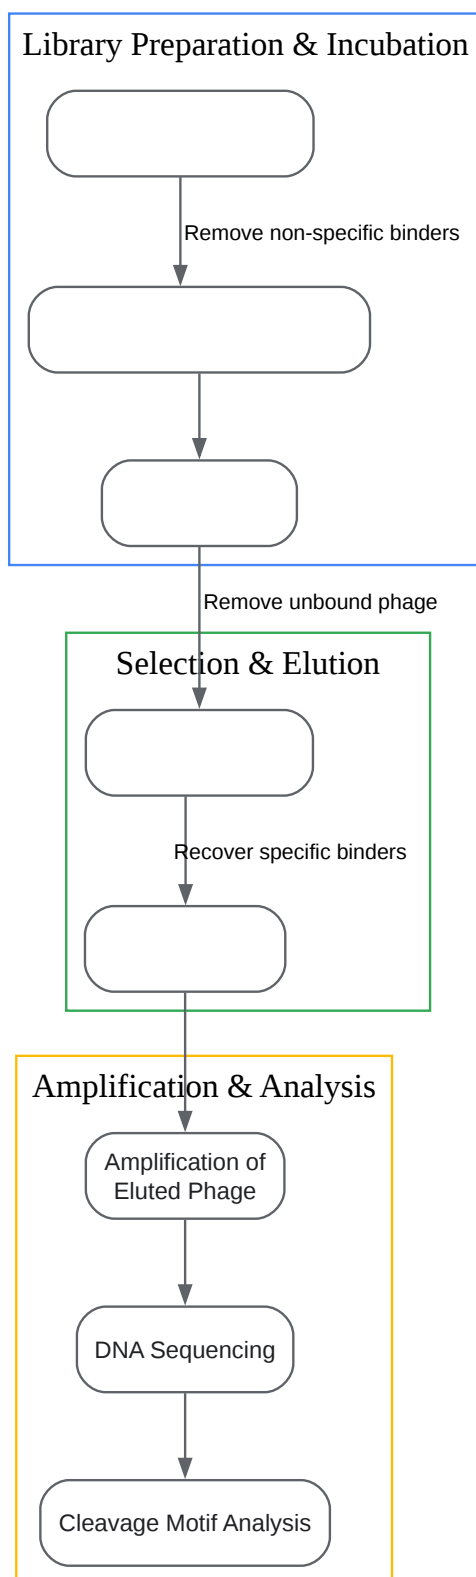 Library Preparation & Incubation
Remove non-specific binders
Remove unbound phage
Selection & Elution
Recover specific binders
Amplification & Analysis
Amplification of
Eluted Phage
DNA Sequencing
Cleavage Motif Analysis